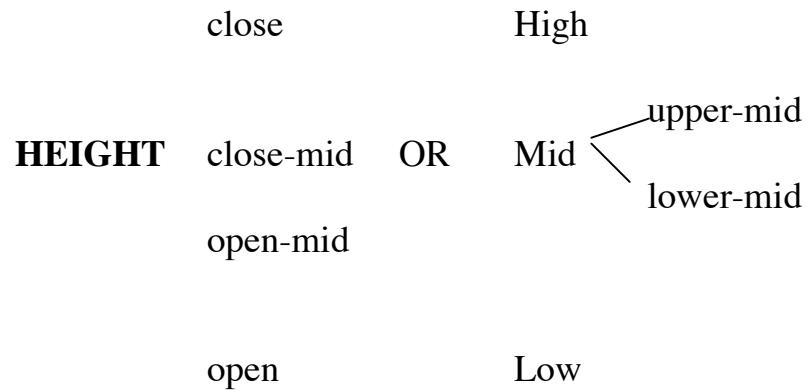 close High
upper-mid
HEIGHT close-mid OR Mid
lower-mid
open-mid
open Low